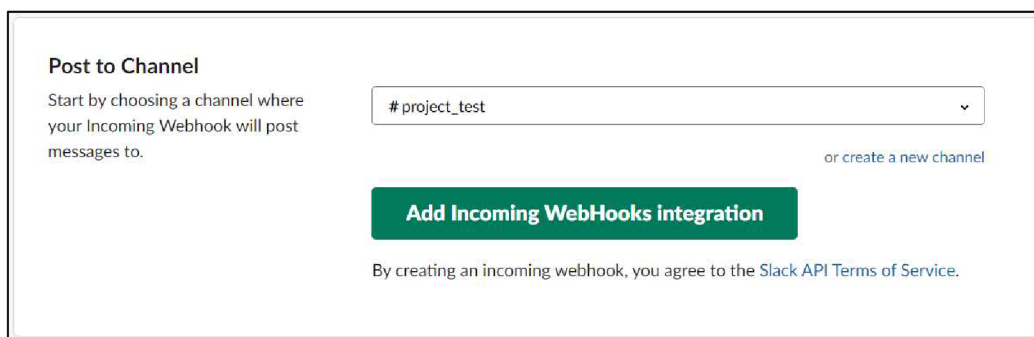 Post to Channel
Start by choosing a channel where
your Incoming Webhook will post
messages to.
# project_test
or create a new channel
Add Incoming WebHooks integration
By creating an incoming webhook, you agree to the Slack API Terms of Service.